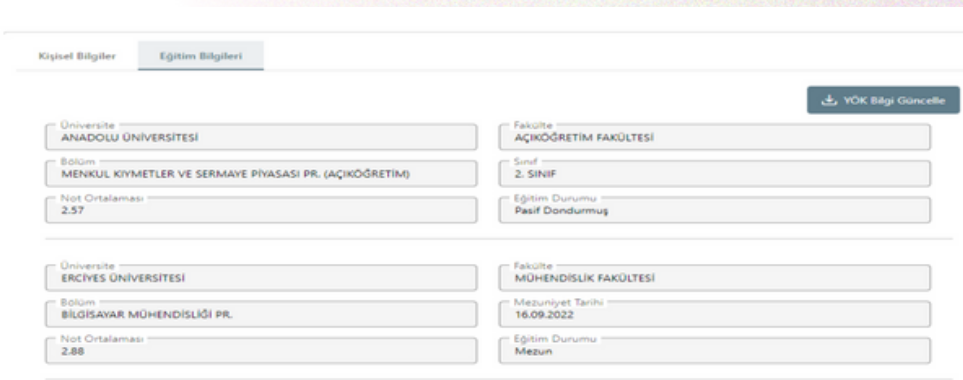 Kişisel Bilgiler
Eğitim Bilgileri
YÖK Bilgi Güncelle
Üniversite
ANADOLU ÜNİVERSİTESİ
Fakülte
AÇIKÖĞRETİM FAKÜLTESİ
Bölüm
MENKUL KIYMETLER VE SERMAYE PİYASASI PR. (AÇIKÖĞRETİM)
Sınıf
2. SINIF
Not Ortalaması
2.57
Eğitim Durumu
Pasif Dondurmuş
Üniversite
ERCİYES ÜNİVERSİTESİ
Fakülte
MÜHENDİSLİK FAKÜLTESİ
Bölüm
BİLGİSAYAR MÜHENDİSLİĞİ PR.
Mezuniyet Tarihi
16.09.2022
Not Ortalaması
2.88
Eğitim Durumu
Mezun